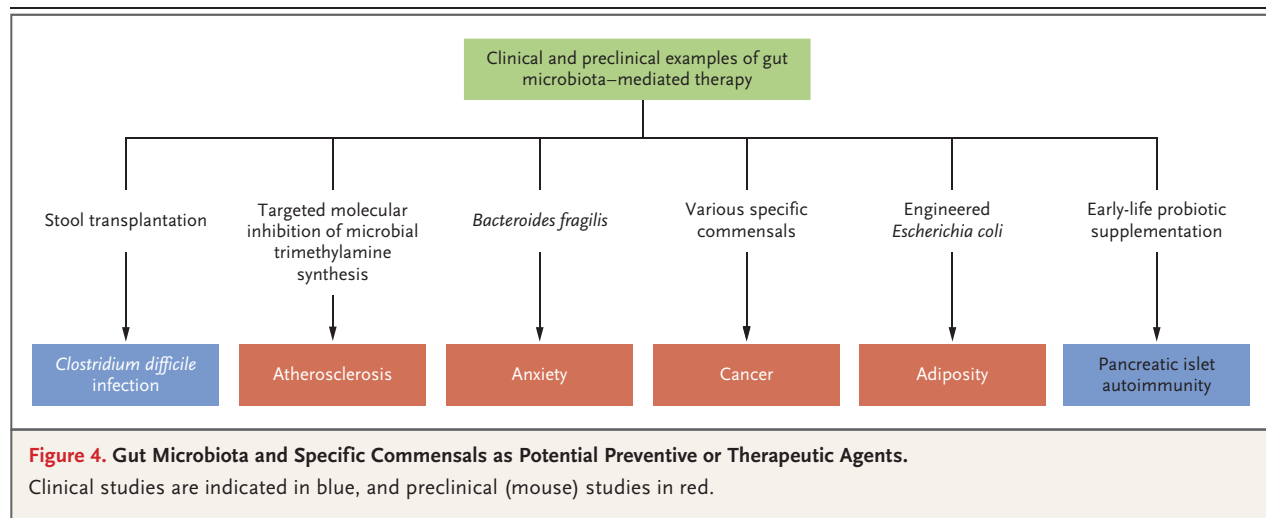 Clinical and preclinical examples of gut
microbiota–mediated therapy
Stool transplantation
Targeted molecular
inhibition of microbial
trimethylamine
synthesis
Bacteroides fragilis
Various specific
commensals
Engineered
Escherichia coli
Early-life probiotic
supplementation
Clostridium difficile
infection
Atherosclerosis
Anxiety
Cancer
Adiposity
Pancreatic islet
autoimmunity
Figure 4. Gut Microbiota and Specific Commensals as Potential Preventive or Therapeutic Agents.
Clinical studies are indicated in blue, and preclinical (mouse) studies in red.